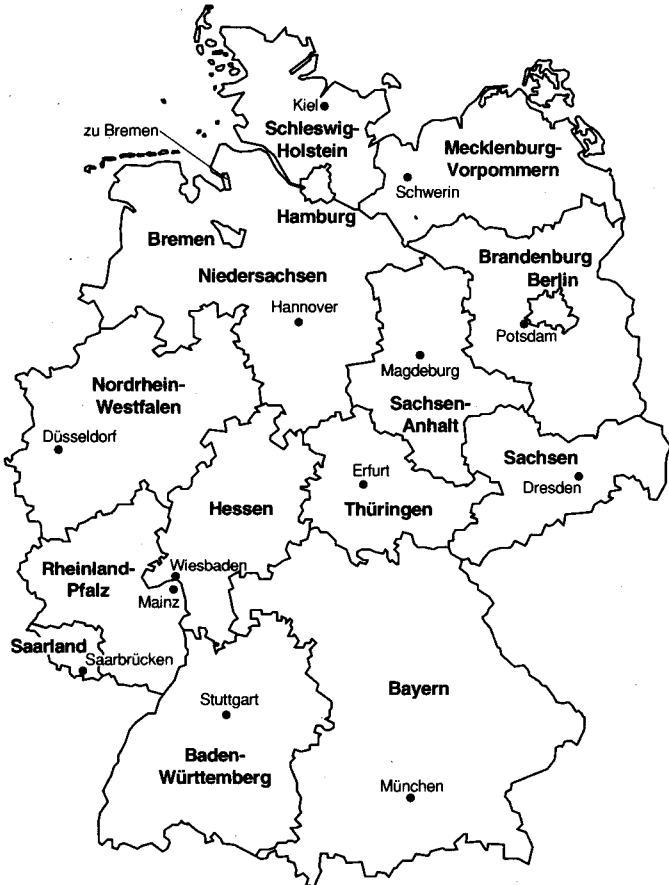 Kiel
Schleswig-
Holstein
zu Bremen
Mecklenburg-
Vorpommern
Schwerin
Hamburg
Bremen
Niedersachsen
Brandenburg
Berlin
Hannover
Potsdam
Magdeburg
Nordrhein-
Westfalen
Sachsen-
Anhalt
Düsseldorf
Erfurt
Sachsen
Dresden
Hessen
Thüringen
Rheinland-
Pfalz
Wiesbaden
Mainz
Saarland
Saarbrücken
Stuttgart
Bayern
Baden-
Württemberg
München